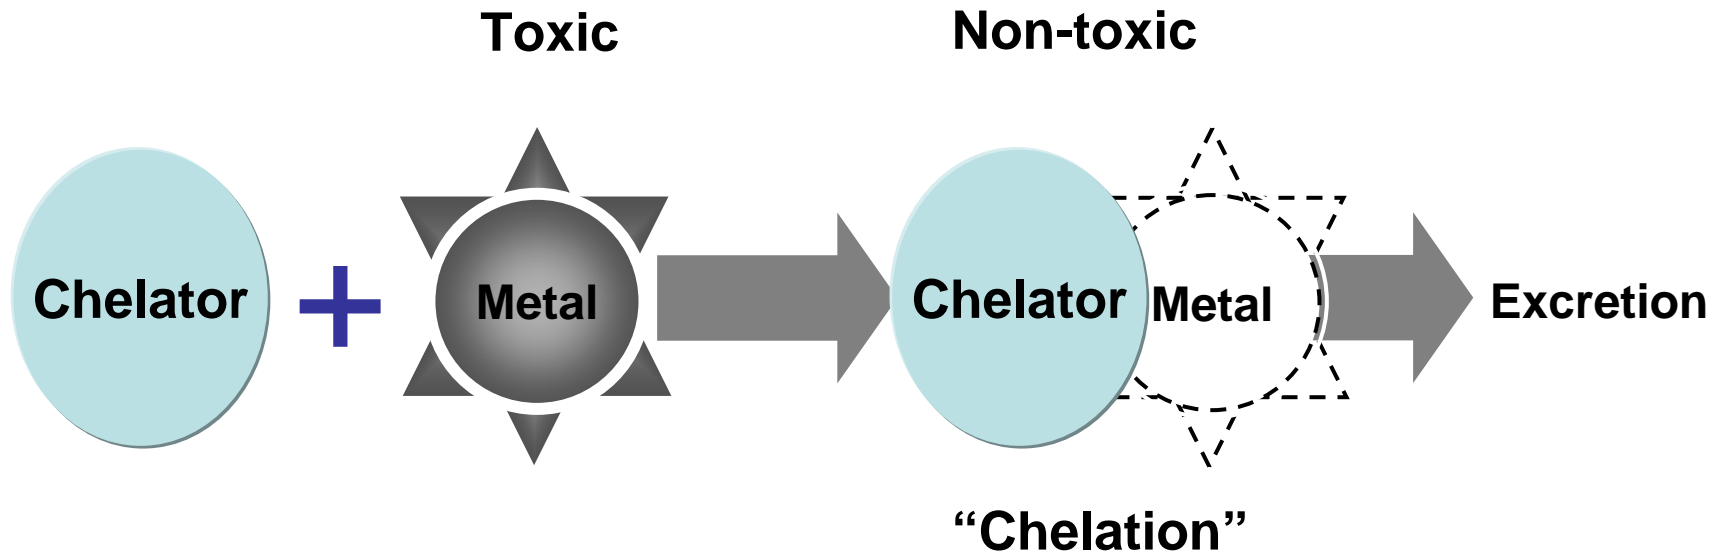 Toxic
Non-toxic
Chelator
+
Metal
Chelator
Metal
Excretion
“Chelation”